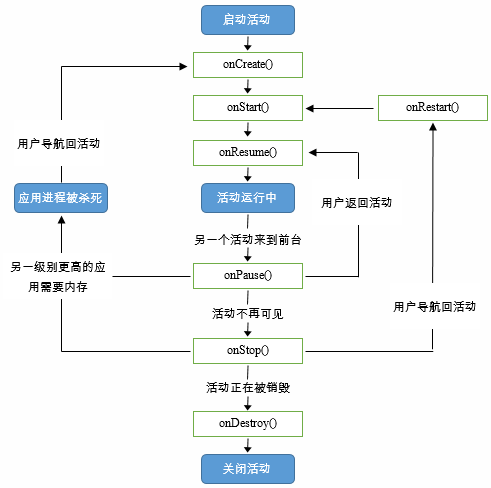 启动活动
onCreate()
onStart()
onRestart()
用户导航回活动
onResume()
应用进程被杀死
活动运行中
用户返回活动
另一个活动来到前台
另一级别更高的应
用需要内存
onPause()
用户导航回活动
活动不再可见
onStop()
活动正在被销毁
onDestroy()
关闭活动